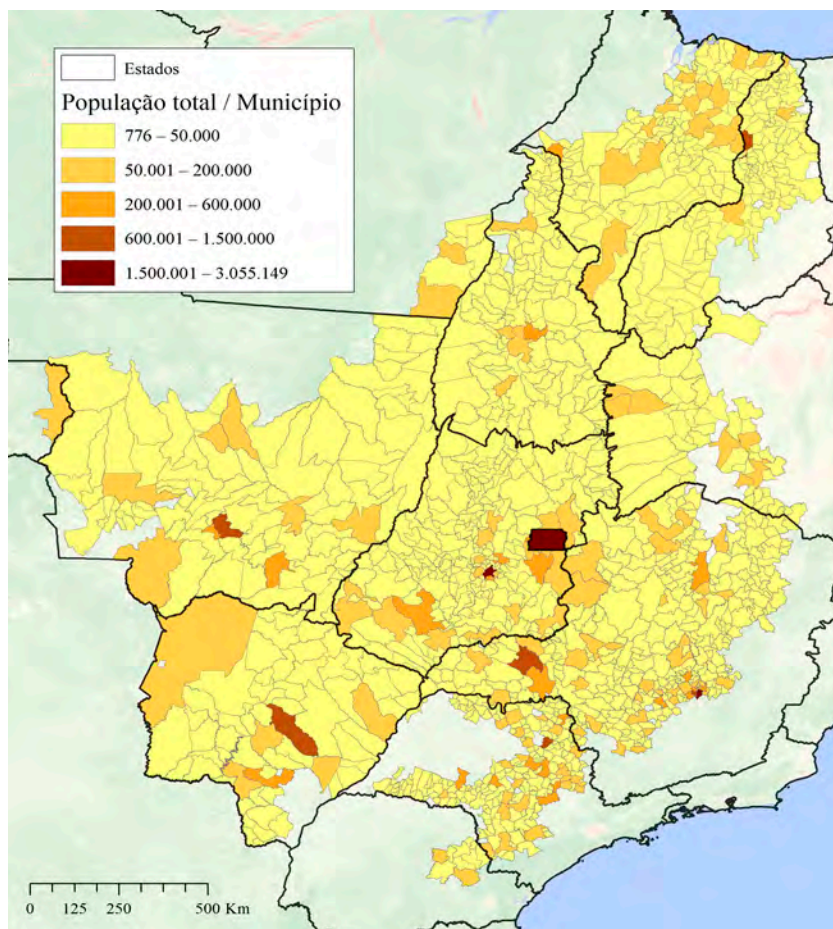 Estados
População total / Município
776 – 50.000
50.001 – 200.000
200.001 – 600.000
600.001 – 1.500.000
1.500.001 – 3.055.149
0 125 250 500 Km